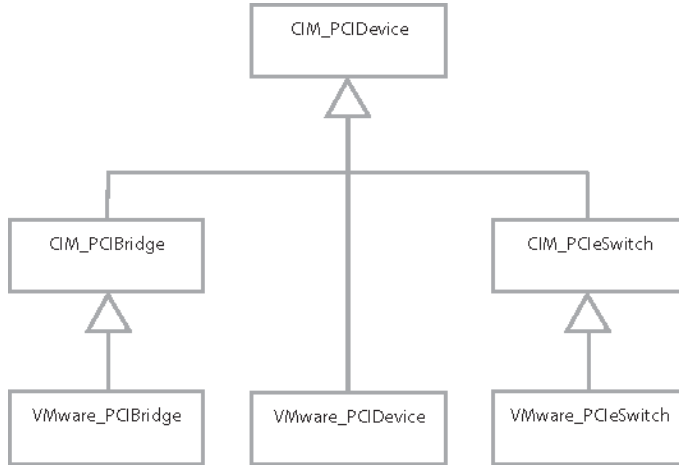 CIM_PCIDevice
CIM_PCIBridge
CIM_PCIeSwitch
VMware_PCIBridge
VMware_PCIDevice
VMware_PCIeSwitch